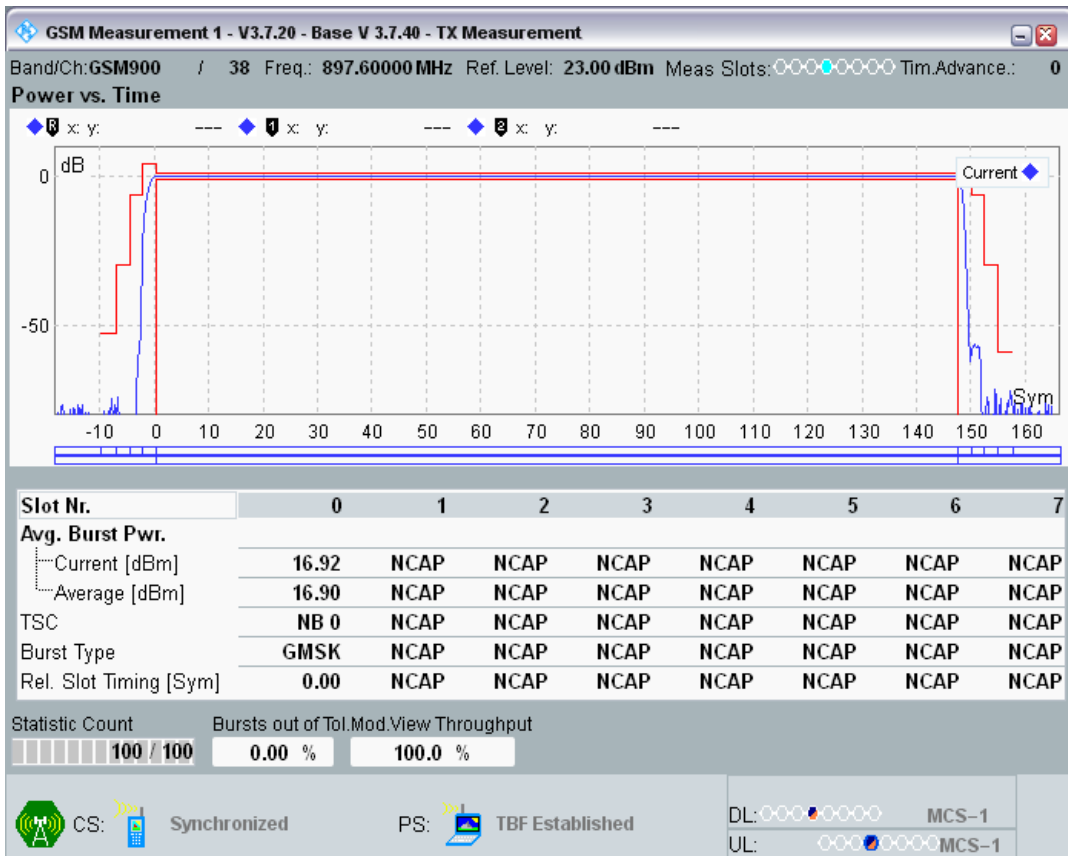 GSM Measurement 1 - V3.7.20 - Base V 3.7.40 - TX Measurement
Band/Ch:GSM900 / 38 Freq.: 897.60000 MHz Ref. Level: 23.00 dBm Meas Slots: Tim.Advance.: 0
Power vs. Time
R x: y: --- 1 x: y: --- 2 x: y: ---
dB
Current
0
-50
Sym
-10 0 10 20 30 40 50 60 70 80 90 100 110 120 130 140 150 160
Slot Nr. 0 1 2 3 4 5 6 7
Avg. Burst Pwr.
Current [dBm] 16.92 NCAP NCAP NCAP NCAP NCAP NCAP NCAP
Average [dBm] 16.90 NCAP NCAP NCAP NCAP NCAP NCAP NCAP
TSC NB 0 NCAP NCAP NCAP NCAP NCAP NCAP NCAP
Burst Type GMSK NCAP NCAP NCAP NCAP NCAP NCAP NCAP
Rel. Slot Timing [Sym] 0.00 NCAP NCAP NCAP NCAP NCAP NCAP NCAP
Statistic Count Bursts out of Tol.Mod.View Throughput
100 / 100 0.00 % 100.0 %
CS: Synchronized PS: TBF Established
DL: MCS-1
UL: MCS-1